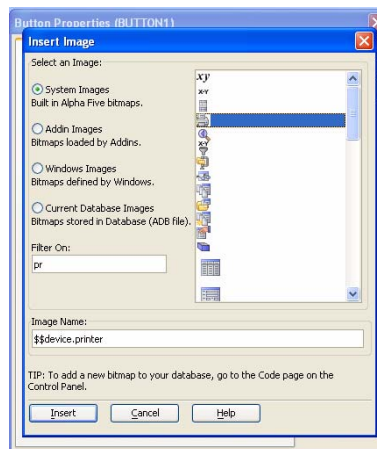 Button Properties (BUTTON1)
Insert Image
Select an Image:
System Images
Built in Alpha Five bitmaps.
Addin Images
Bitmaps loaded by Addins.
Windows Images
Bitmaps defined by Windows.
Current Database Images
Bitmaps stored in Database (ADB file).
Filter On:
pr
xy
X-Y
X-Y
Image Name:
$$device.printer
TIP: To add a new bitmap to your database, go to the Code page on the
Control Panel.
Insert Cancel Help